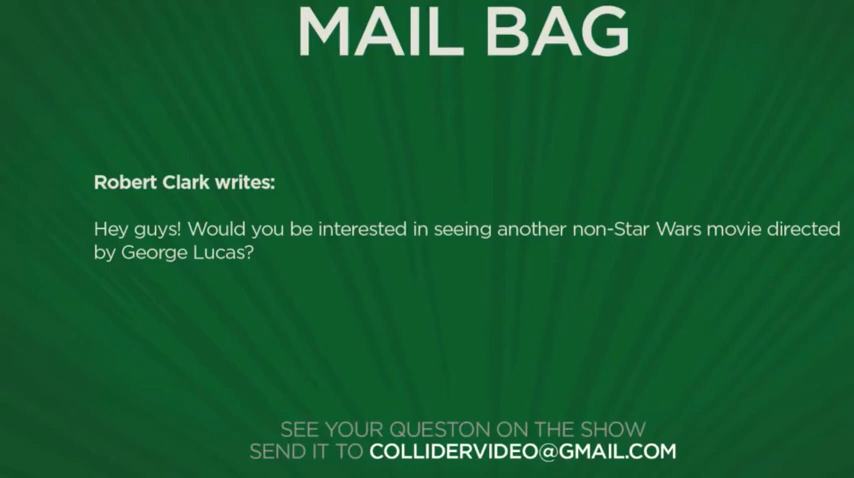 MAIL BAG
Robert Clark writes:
Hey guys! Would you be interested in seeing another non-Star Wars movie directed
by George Lucas?
SEE YOUR QUESTON ON THE SHOW
SEND IT TO COLLIDERVIDEO@GMAIL.COM